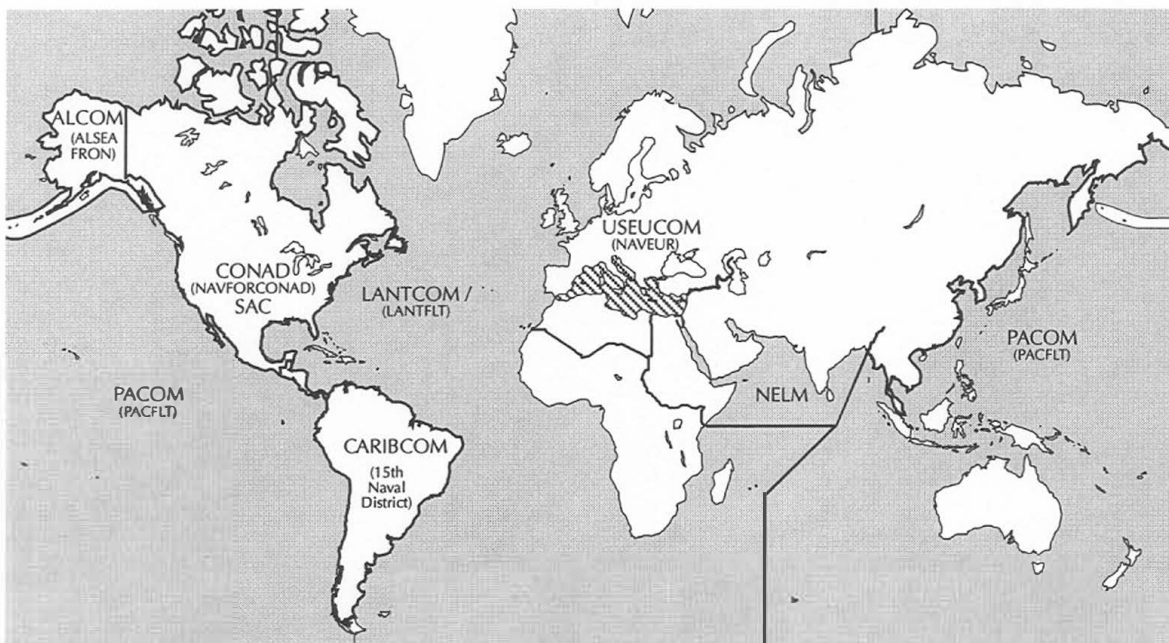 ALCOM
(ALSEA
FRON)
CONAD
(NAVFORCONAD)
SAC
LANTCOM /
(LANTFLT)
USEUCOM
(NAVEUR)
PACOM
(PACFLT)
PACOM
(PACFLT)
NELM
CARIBCOM
(15th
Naval
District)